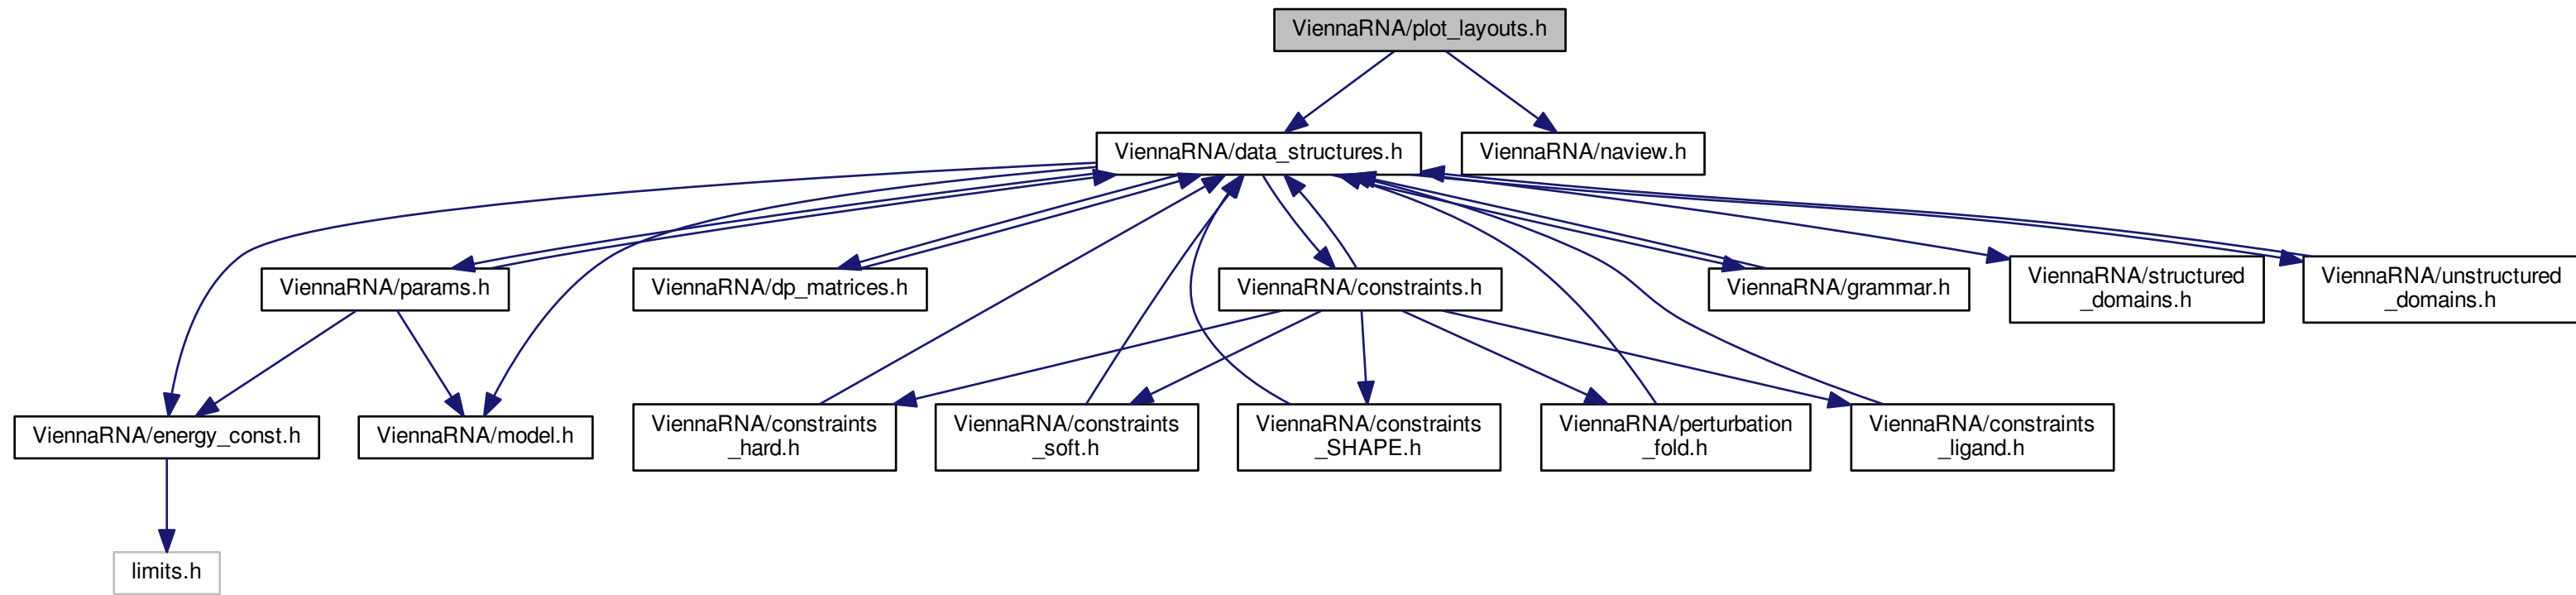 ViennaRNA/plot_layouts.h
ViennaRNA/data_structures.h
ViennaRNA/naview.h
ViennaRNA/params.h
ViennaRNA/dp_matrices.h
ViennaRNA/constraints.h
ViennaRNA/grammar.h
ViennaRNA/structured
_domains.h
ViennaRNA/unstructured
_domains.h
ViennaRNA/energy_const.h
ViennaRNA/model.h
ViennaRNA/constraints
_hard.h
ViennaRNA/constraints
_soft.h
ViennaRNA/constraints
_SHAPE.h
ViennaRNA/perturbation
_fold.h
ViennaRNA/constraints
_ligand.h
limits.h